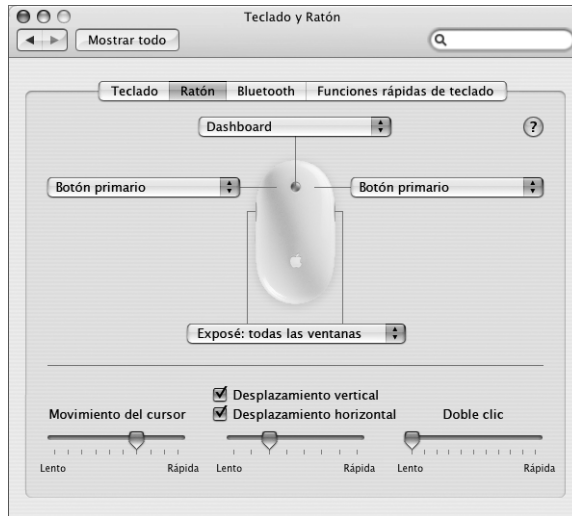 Teclado y Ratón
Mostrar todo
Teclado Ratón Bluetooth Funciones rápidas de teclado
Dashboard
?
Botón primario Botón primario
Exposé: todas las ventanas
Desplazamiento vertical
Movimiento del cursor Desplazamiento horizontal Doble clic
Lento Rápida Lento Rápida Lento Rápida